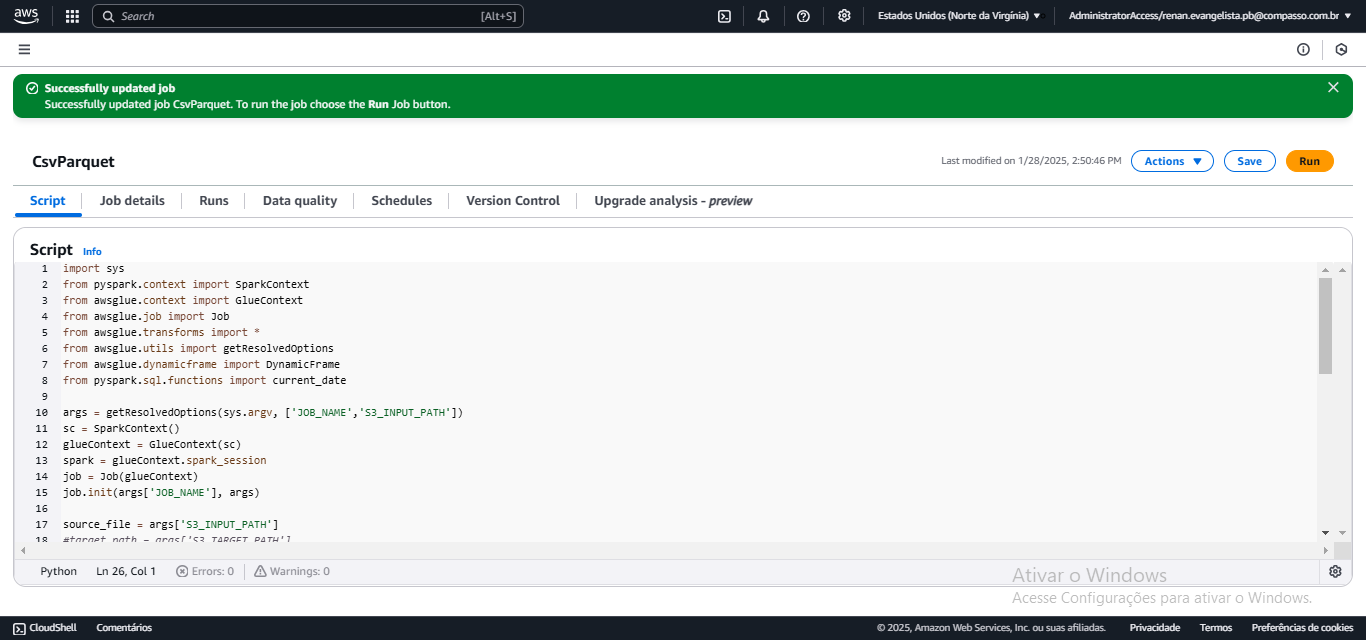 aws Search [Alt+S] Estados Unidos (Norte da Virgínia) AdministratorAccess/renan.evangelista.pb@compasso.com.br
Successfully updated job
Successfully updated job CsvParquet. To run the job choose the Run Job button.
CsvParquet Last modified on 1/28/2025, 2:50:46 PM Actions Save Run
Script Job details Runs Data quality Schedules Version Control Upgrade analysis - preview
Script Info
1 import sys
2 from pyspark.context import SparkContext
3 from awsglue.context import GlueContext
4 from awsglue.job import Job
5 from awsglue.transforms import *
6 from awsglue.utils import getResolvedOptions
7 from awsglue.dynamicframe import DynamicFrame
8 from pyspark.sql.functions import current_date
9
10 args = getResolvedOptions(sys.argv, ['JOB_NAME','S3_INPUT_PATH'])
11 sc = SparkContext()
12 glueContext = GlueContext(sc)
13 spark = glueContext.spark_session
14 job = Job(glueContext)
15 job.init(args['JOB_NAME'], args)
16
17 source_file = args['S3_INPUT_PATH']
18 #target_path = args['S3_TARGET_PATH']
Python Ln 26, Col 1 Errors: 0 Warnings: 0
Ativar o Windows
Acesse Configurações para ativar o Windows.
CloudShell Comentários © 2025, Amazon Web Services, Inc. ou suas afiliadas. Privacidade Termos Preferências de cookies